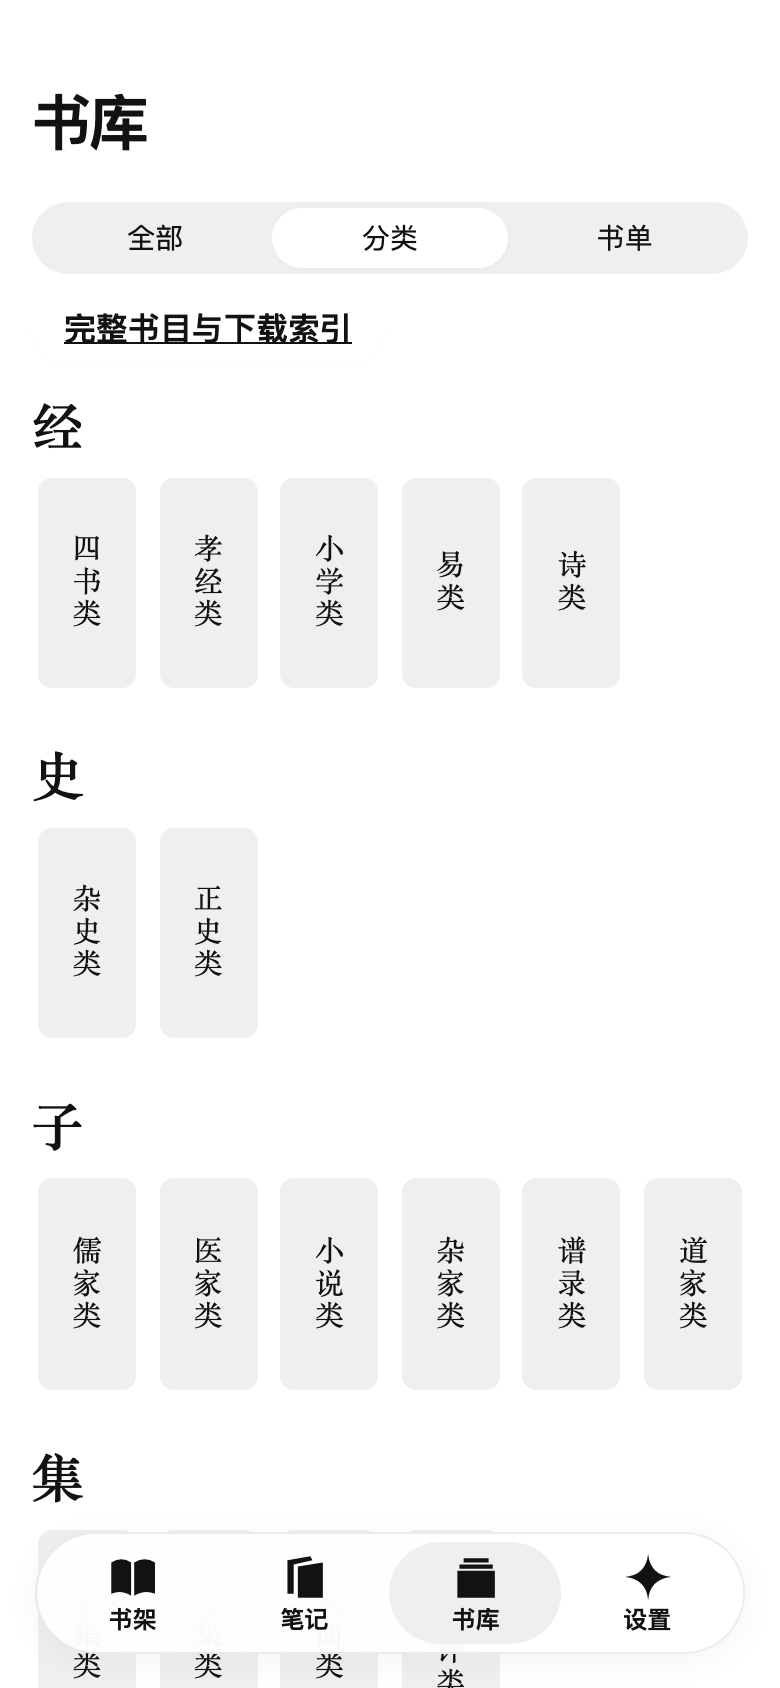 书库
全部 分类 书单
完整书目与下载索引
经
四书类
孝经类
小学类
易类
诗类
史
杂史类
正史类
子
儒家类
医家类
小说类
杂家类
谱录类
道家类
集
集类
集类
类
类
书架 笔记 书库 设置